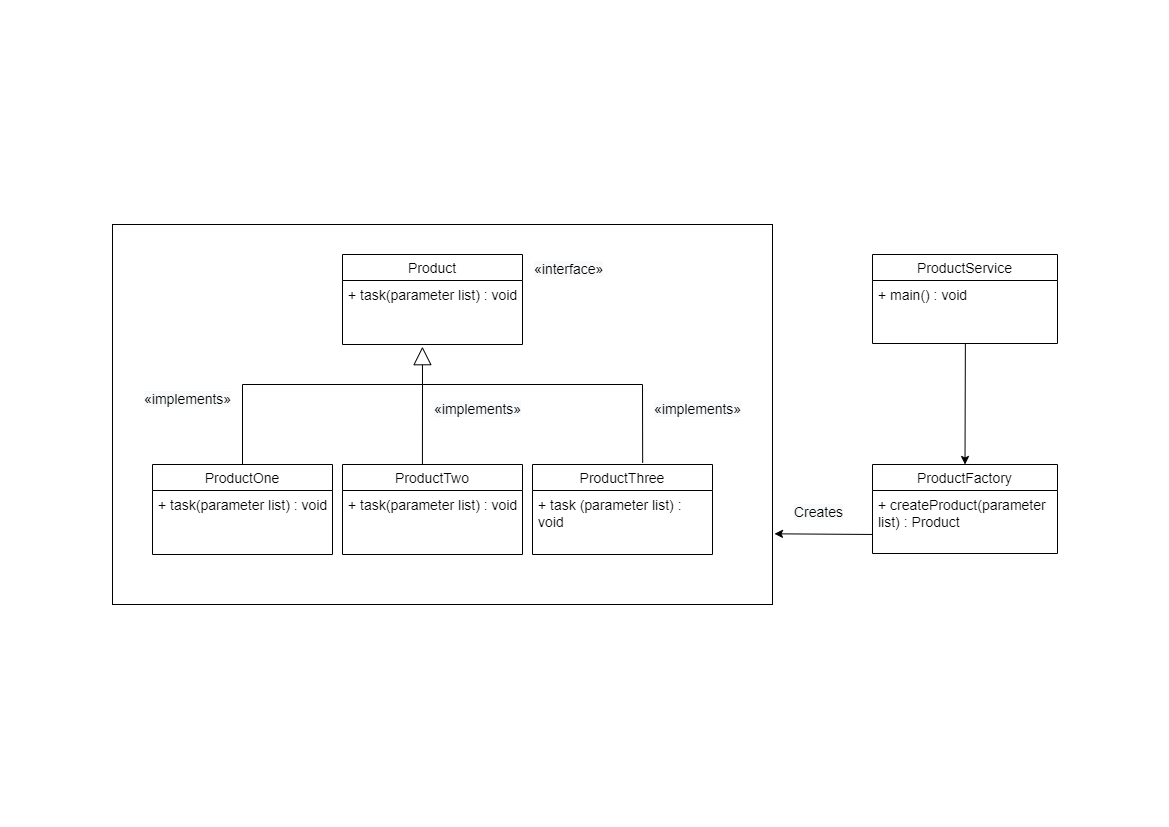 Product
«interface»
+ task(parameter list) : void
ProductService
+ main() : void
«implements»
«implements»
«implements»
ProductOne
+ task(parameter list) : void
ProductTwo
+ task(parameter list) : void
ProductThree
+ task (parameter list) :
void
Creates
ProductFactory
+ createProduct(parameter
list) : Product